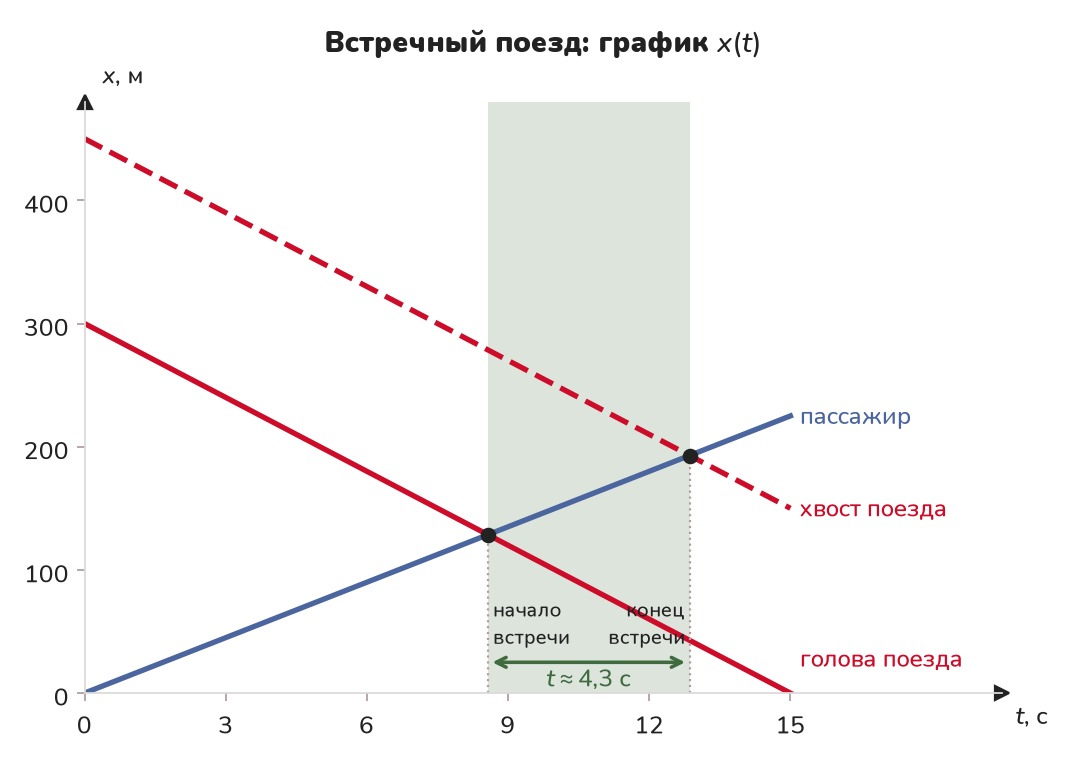 Встречный поезд: график x(t)
x, м
400
300
200
100
0
пассажир
хвост поезда
голова поезда
начало
встречи
конец
встречи
t ≈ 4,3 с
0 3 6 9 12 15
t, с